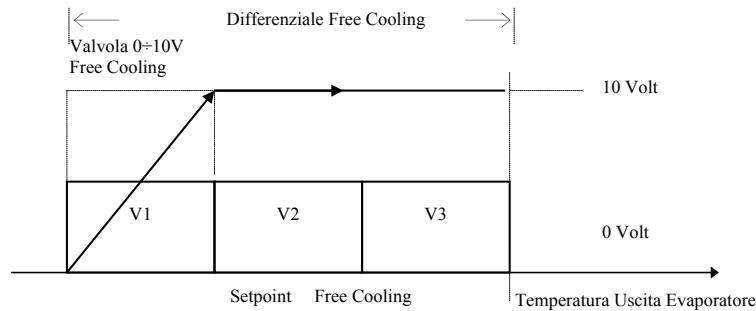 Differenziale Free Cooling
Valvola 0÷10V
Free Cooling
10 Volt
V1 V2 V3
0 Volt
Setpoint Free Cooling
Temperatura Uscita Evaporatore